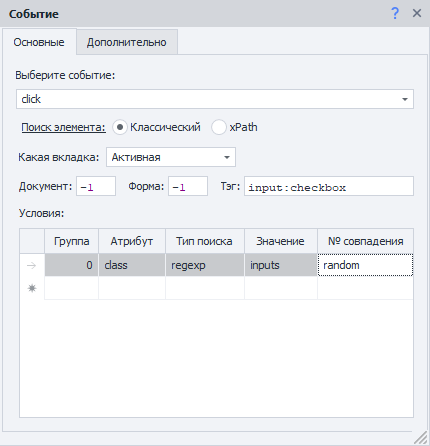 Событие ? ×
Основные Дополнительно
Выберите событие:
click
Поиск элемента: Классический xPath
Какая вкладка: Активная
Документ: -1 Форма: -1 Тэг: input:checkbox
Условия:
Группа Атрибут Тип поиска Значение № совпадения
0 class regexp inputs random